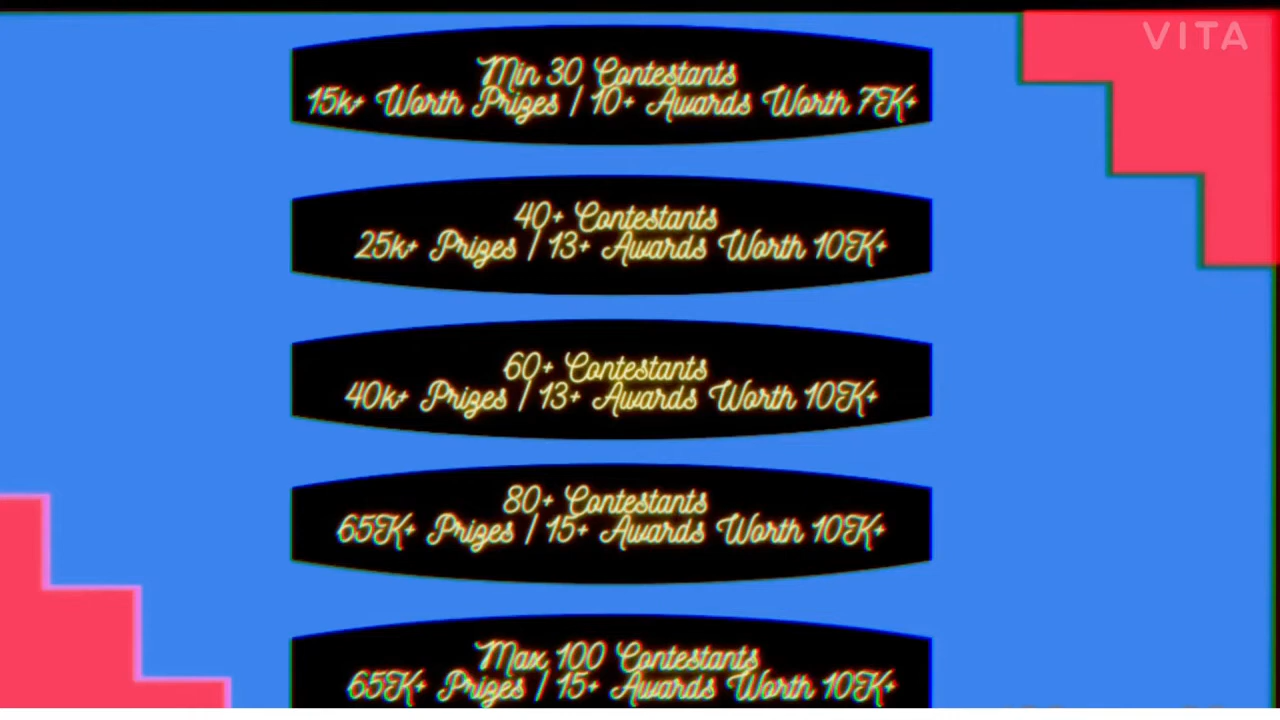 VITA
Min 30 Contestants
15k+ Worth Prizes / 10+ Awards Worth 7K+
40+ Contestants
25k+ Prizes / 13+ Awards Worth 10K+
60+ Contestants
40k+ Prizes / 13+ Awards Worth 10K+
80+ Contestants
65K+ Prizes / 15+ Awards Worth 10K+
Max 100 Contestants
65K+ Prizes / 15+ Awards Worth 10K+